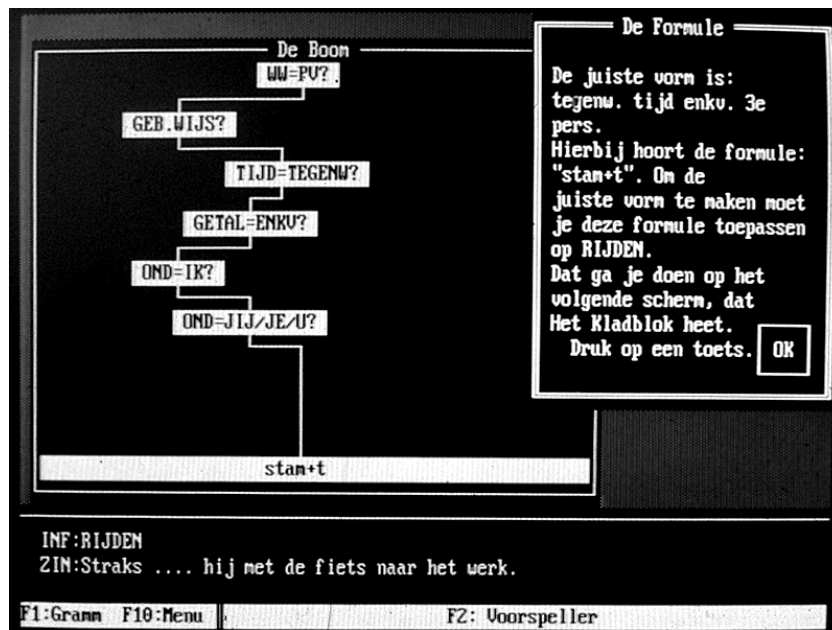 De Boom
WW=PV?
GEB.WIJS?
TIJD=TEGENW?
GETAL=ENKV?
OND=IK?
OND=JIJ/JE/U?
stam+t
De Formule
De juiste vorm is:
tegenw. tijd enkv. 3e
pers.
Hierbij hoort de formule:
"stam+t". Om de
juiste vorm te maken moet
je deze formule toepassen
op RIJDEN.
Dat ga je doen op het
volgende scherm, dat
Het Kladblok heet.
Druk op een toets. OK
INF:RIJDEN
ZIN:Straks .... hij met de fiets naar het werk.
F1:Gramm F10:Menu F2: Voorspeller